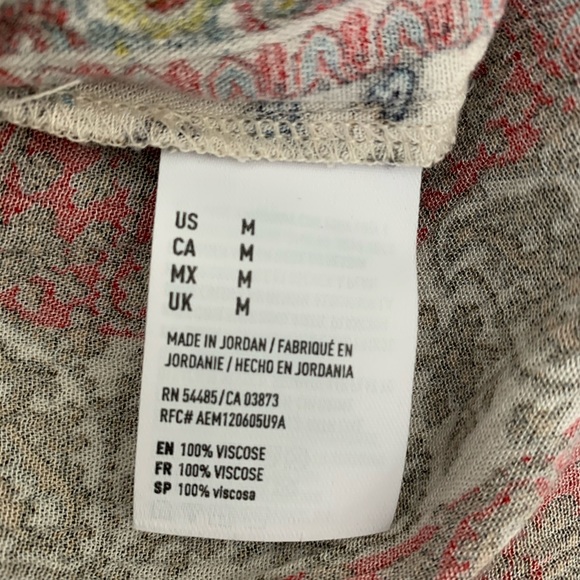 US M
CA M
MX M
UK M
MADE IN JORDAN / FABRIQUÉ EN
JORDANIE / HECHO EN JORDANIA
RN 54485/CA 03873
RFC# AEM120605U9A
EN 100% VISCOSE
FR 100% VISCOSE
SP 100% viscosa